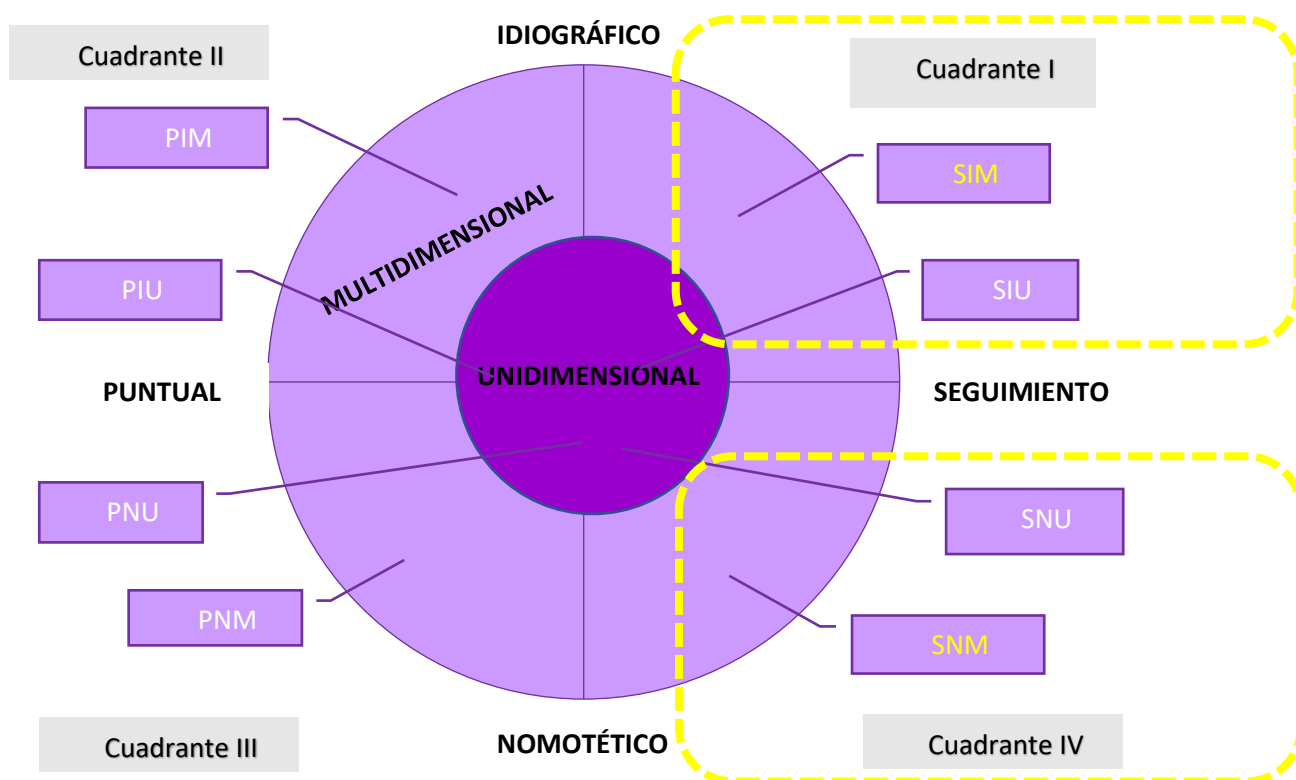 IDIOGRÁFICO
Cuadrante II
Cuadrante I
PIM
SIM
MULTIDIMENSIONAL
PIU
SIU
UNIDIMENSIONAL
PUNTUAL
SEGUIMIENTO
PNU
SNU
PNM
SNM
Cuadrante III
NOMOTÉTICO
Cuadrante IV